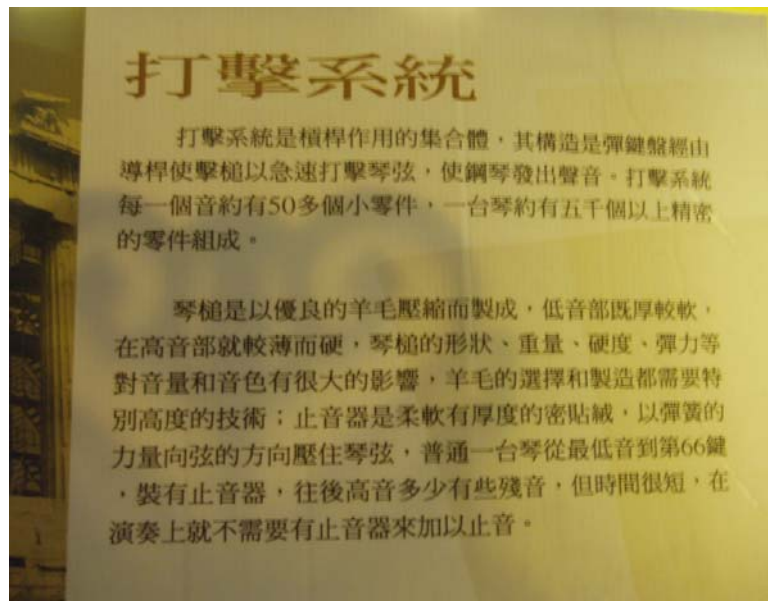 打擊系統
打擊系統是槓桿作用的集合體，其構造是彈鍵盤經由
導桿使擊槌以急速打擊琴弦，使鋼琴發出聲音。打擊系統
每一個音約有50多個小零件，一台琴約有五千個以上精密
的零件組成。
琴槌是以優良的羊毛壓縮而製成，低音部既厚較軟，
在高音部就較薄而硬，琴槌的形狀、重量、硬度、彈力等
對音量和音色有很大的影響，羊毛的選擇和製造都需要特
別高度的技術；止音器是柔軟有厚度的密貼絨，以彈簧的
力量向弦的方向壓住琴弦，普通一台琴從最低音到第66鍵
，裝有止音器，往後高音多少有些殘音，但時間很短，在
演奏上就不需要有止音器來加以止音。